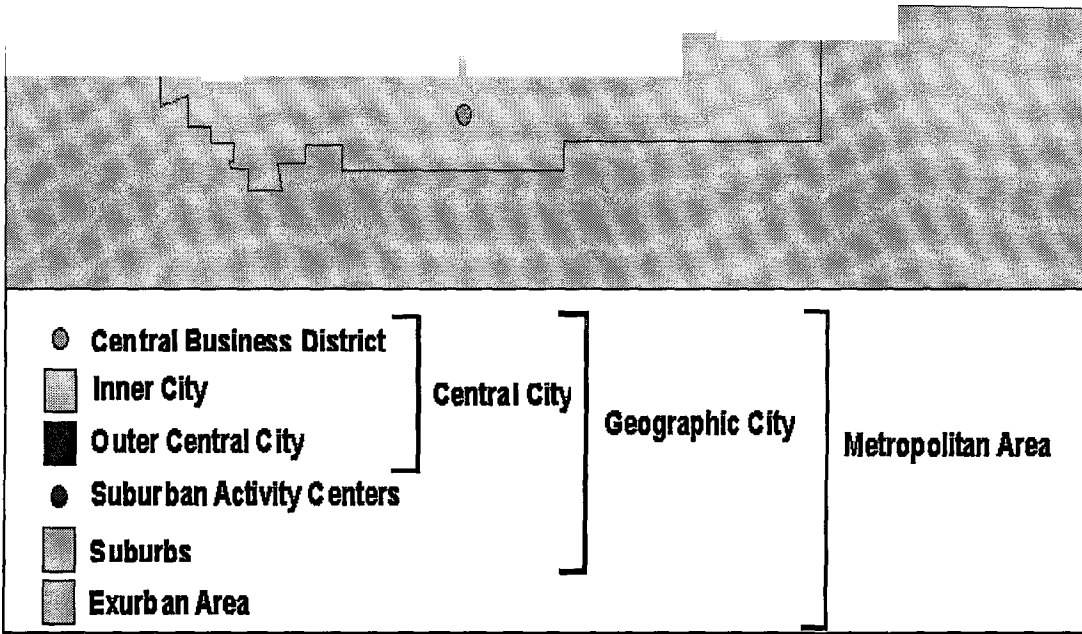 Central Business District
Inner City
Outer Central City
Suburban Activity Centers
Suburbs
Exurban Area
Central City
Geographic City
Metropolitan Area